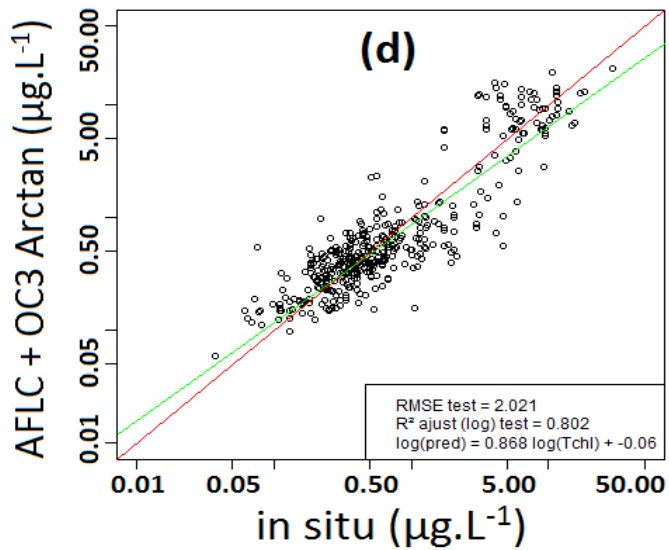 (d)
AFLC + OC3 Arctan (µg.L⁻¹)
50.00
5.00
0.50
0.05
0.01
RMSE test = 2.021
R² ajust (log) test = 0.802
log(pred) = 0.868 log(Tchl) + -0.06
0.01 0.05 0.50 5.00 50.00
in situ (µg.L⁻¹)